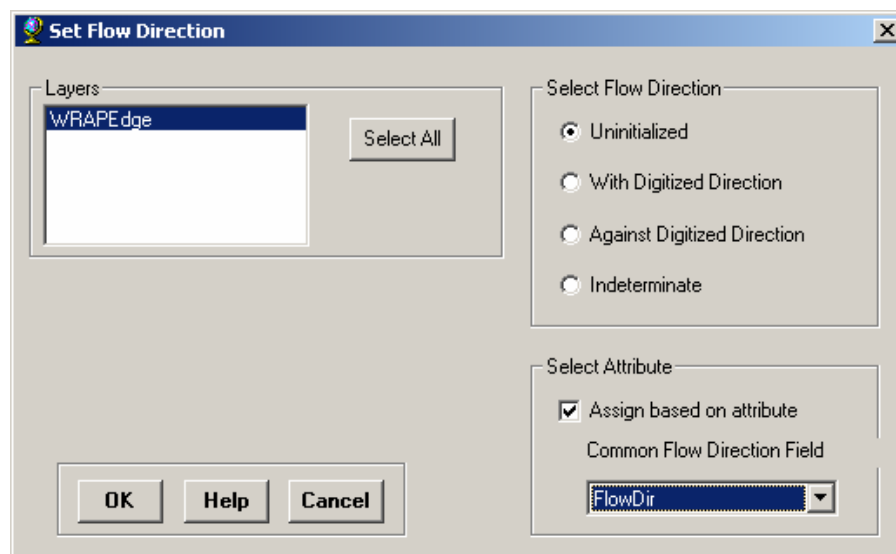 Set Flow Direction
Layers
WRAPEdge
Select All
Select Flow Direction
Uninitialized
With Digitized Direction
Against Digitized Direction
Indeterminate
Select Attribute
Assign based on attribute
Common Flow Direction Field
FlowDir
OK Help Cancel